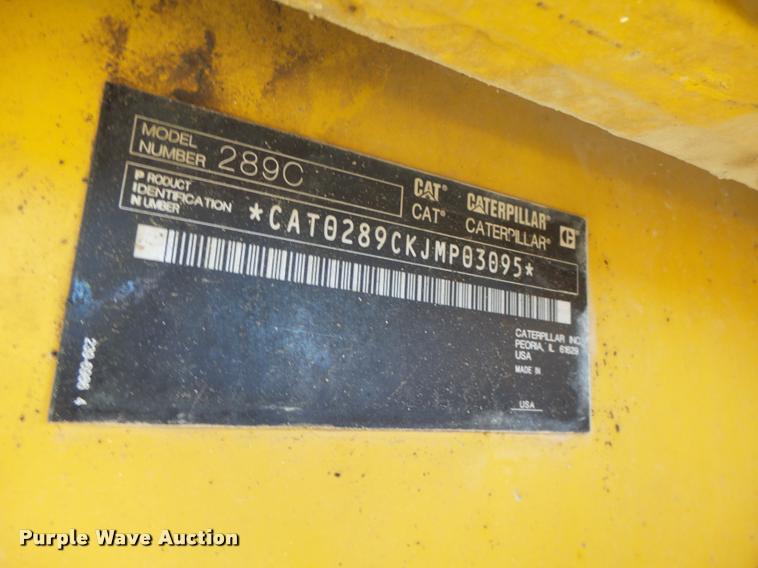 MODEL NUMBER 289C
CAT® CATERPILLAR®
CAT® CATERPILLAR® C
PRODUCT
IDENTIFICATION
NUMBER
*CAT0289CKJMP03095*
CATERPILLAR INC.
PEORIA, IL 61629
USA
MADE IN
USA
Purple Wave Auction